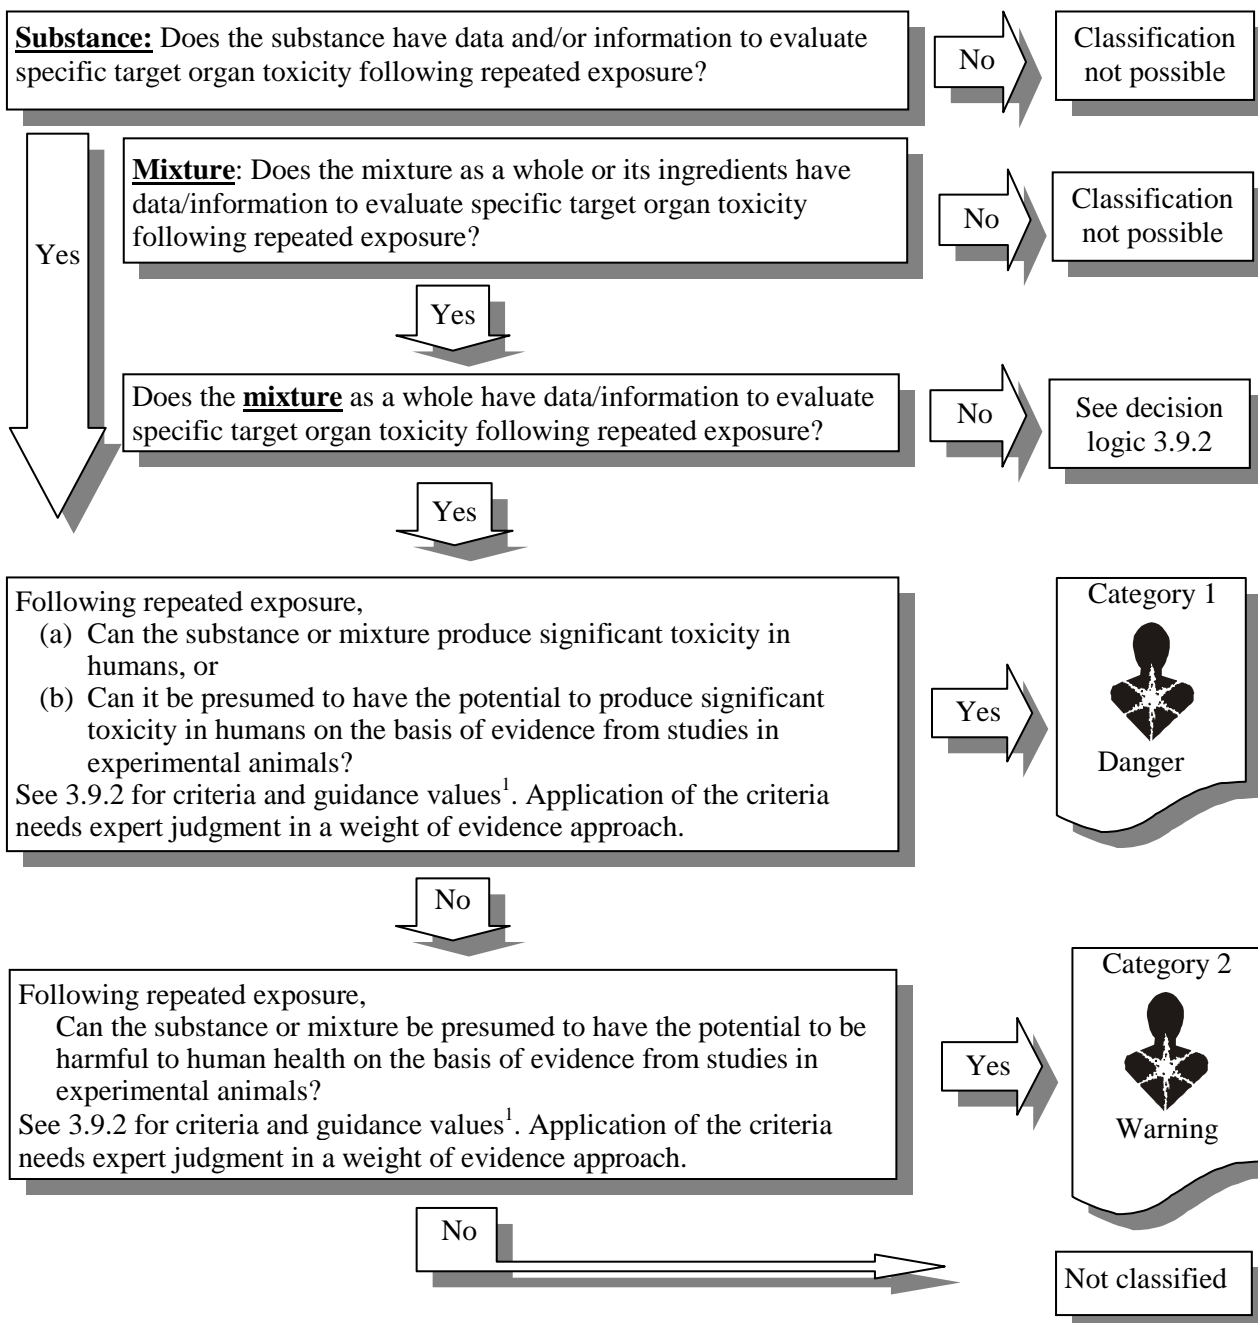 Substance: Does the substance have data and/or information to evaluate
specific target organ toxicity following repeated exposure?
No
Classification
not possible
Yes
Mixture: Does the mixture as a whole or its ingredients have
data/information to evaluate specific target organ toxicity
following repeated exposure?
No
Classification
not possible
Yes
Does the mixture as a whole have data/information to evaluate
specific target organ toxicity following repeated exposure?
No
See decision
logic 3.9.2
Yes
Following repeated exposure,
(a) Can the substance or mixture produce significant toxicity in
humans, or
(b) Can it be presumed to have the potential to produce significant
toxicity in humans on the basis of evidence from studies in
experimental animals?
See 3.9.2 for criteria and guidance values¹. Application of the criteria
needs expert judgment in a weight of evidence approach.
Yes
Category 1
Danger
No
Following repeated exposure,
Can the substance or mixture be presumed to have the potential to be
harmful to human health on the basis of evidence from studies in
experimental animals?
See 3.9.2 for criteria and guidance values¹. Application of the criteria
needs expert judgment in a weight of evidence approach.
Yes
Category 2
Warning
No
Not classified